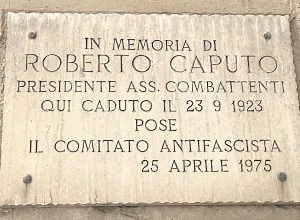 IN MEMORIA DI
ROBERTO CAPUTO
PRESIDENTE ASS. COMBATTENTI
QUI CADUTO IL 23 9 1923
POSE
IL COMITATO ANTIFASCISTA
25 APRILE 1975